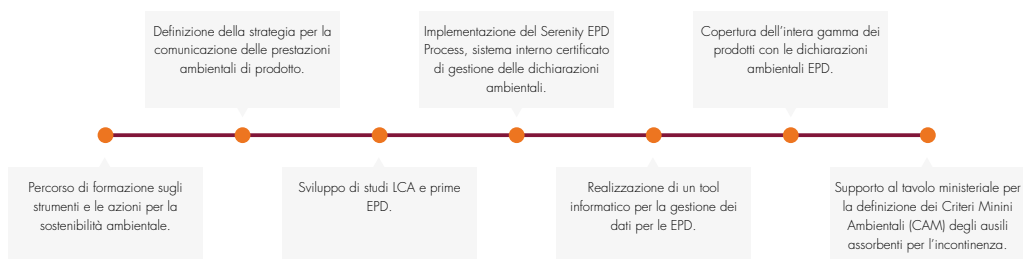 Definizione della strategia per la
comunicazione delle prestazioni
ambientali di prodotto.
Implementazione del Serenity EPD
Process, sistema interno certificato
di gestione delle dichiarazioni
ambientali.
Copertura dell'intera gamma dei
prodotti con le dichiarazioni
ambientali EPD.
Percorso di formazione sugli
strumenti e le azioni per la
sostenibilità ambientale.
Sviluppo di studi LCA e prime
EPD.
Realizzazione di un tool
informatico per la gestione dei
dati per le EPD.
Supporto al tavolo ministeriale per
la definizione dei Criteri Minini
Ambientali (CAM) degli ausili
assorbenti per l'incontinenza.